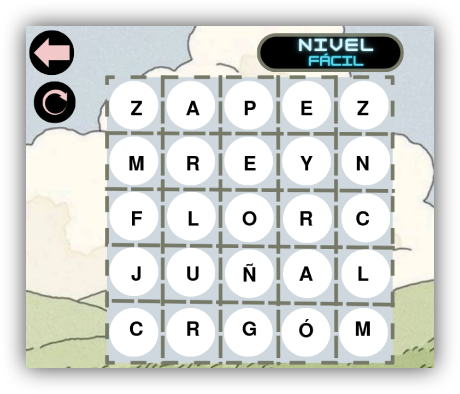 NIVEL
FÁCIL
Z A P E Z
M R E Y N
F L O R C
J U Ñ A L
C R G Ó M